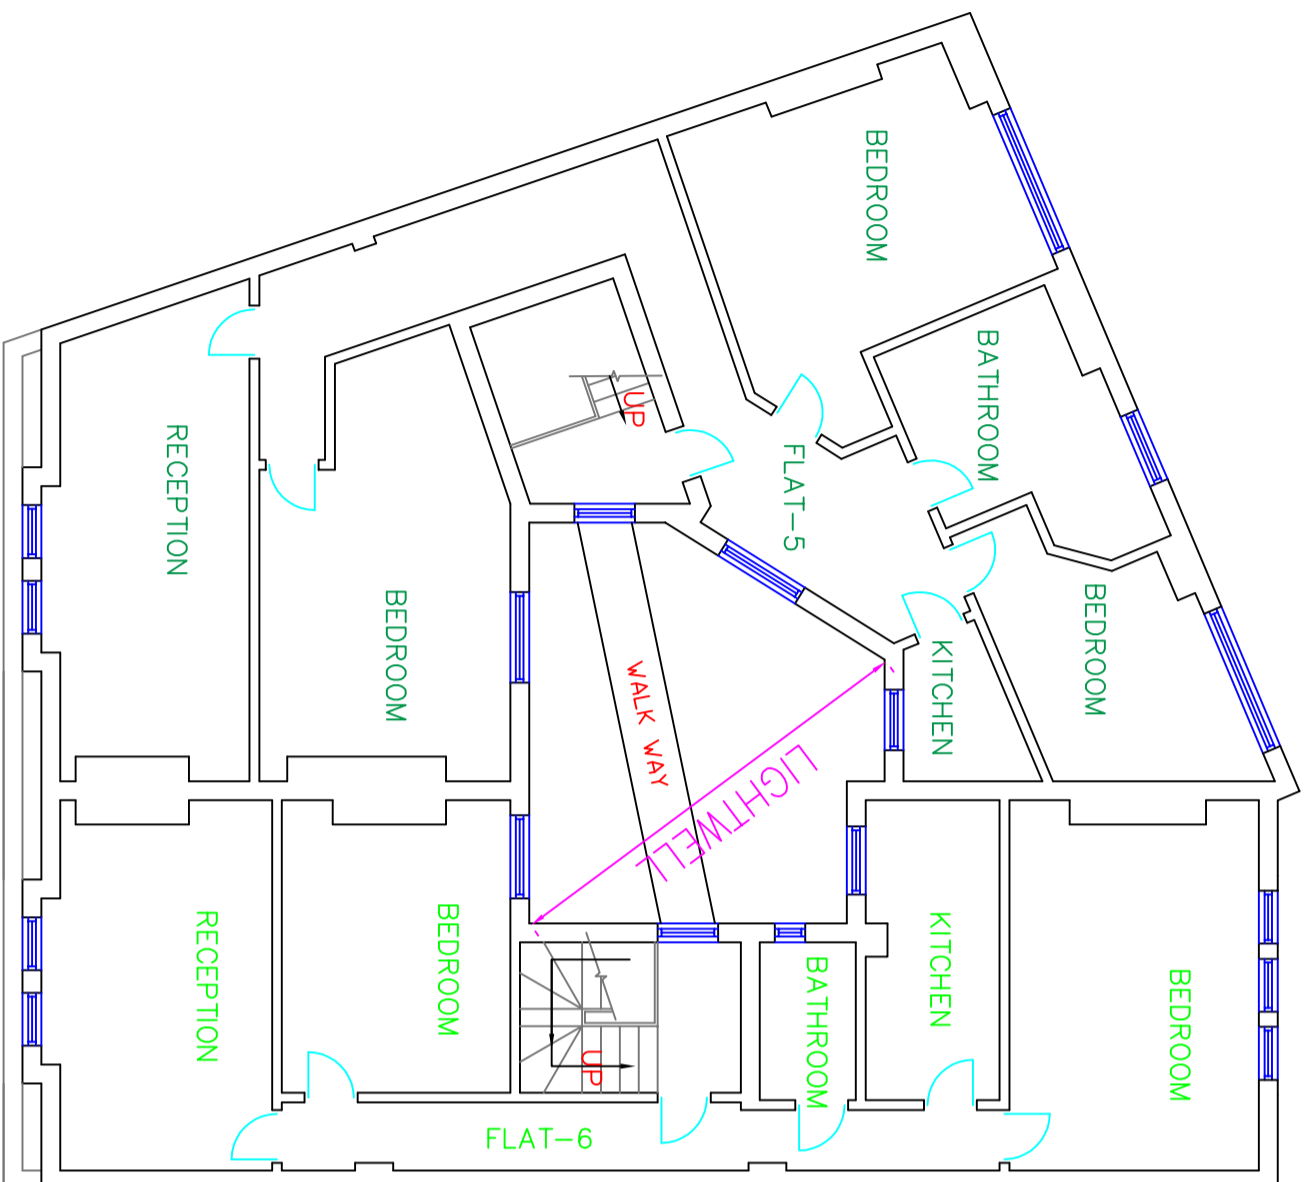 BEDROOM
BATHROOM
UP
RECEPTION
FLAT-5
BEDROOM
BEDROOM
KITCHEN
WALK WAY
LIGHTWELL
RECEPTION
BEDROOM
KITCHEN
BATHROOM
BEDROOM
UP
FLAT-6